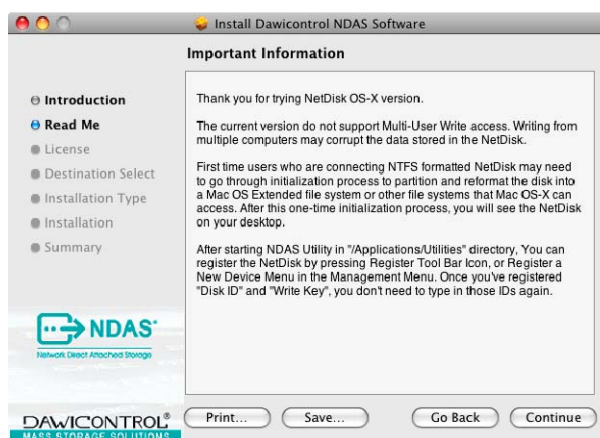 Install Dawicontrol NDAS Software
Important Information
Introduction
Read Me
License
Destination Select
Installation Type
Installation
Summary
Thank you for trying NetDisk OS-X version.
The current version do not support Multi-User Write access. Writing from
multiple computers may corrupt the data stored in the NetDisk.
First time users who are connecting NTFS formatted NetDisk may need
to go through initialization process to partition and reformat the disk into
a Mac OS Extended file system or other file systems that Mac OS-X can
access. After this one-time initialization process, you will see the NetDisk
on your desktop.
After starting NDAS Utility in "/Applications/Utilities" directory, You can
register the NetDisk by pressing Register Tool Bar Icon, or Register a
New Device Menu in the Management Menu. Once you've registered
"Disk ID" and "Write Key", you don't need to type in those IDs again.
NDAS
Network Direct Attached Storage
DAWICONTROL®
MASS STORAGE SOLUTIONS
Print...
Save...
Go Back
Continue